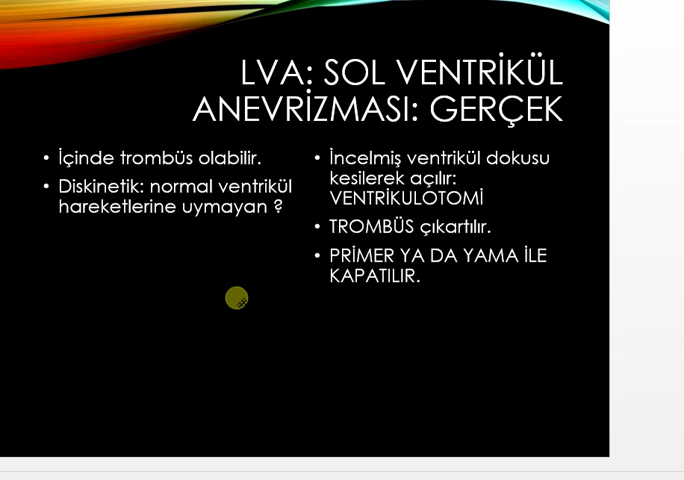 LVA: SOL VENTRİKÜL
ANEVRİZMASI: GERÇEK
• İçinde trombüs olabilir.
• Diskinetik: normal ventrikül
hareketlerine uymayan ?
• İncelmiş ventrikül dokusu
kesilerek açılır:
VENTRİKULOTOMİ
• TROMBÜS çıkartılır.
• PRİMER YA DA YAMA İLE
KAPATILIR.